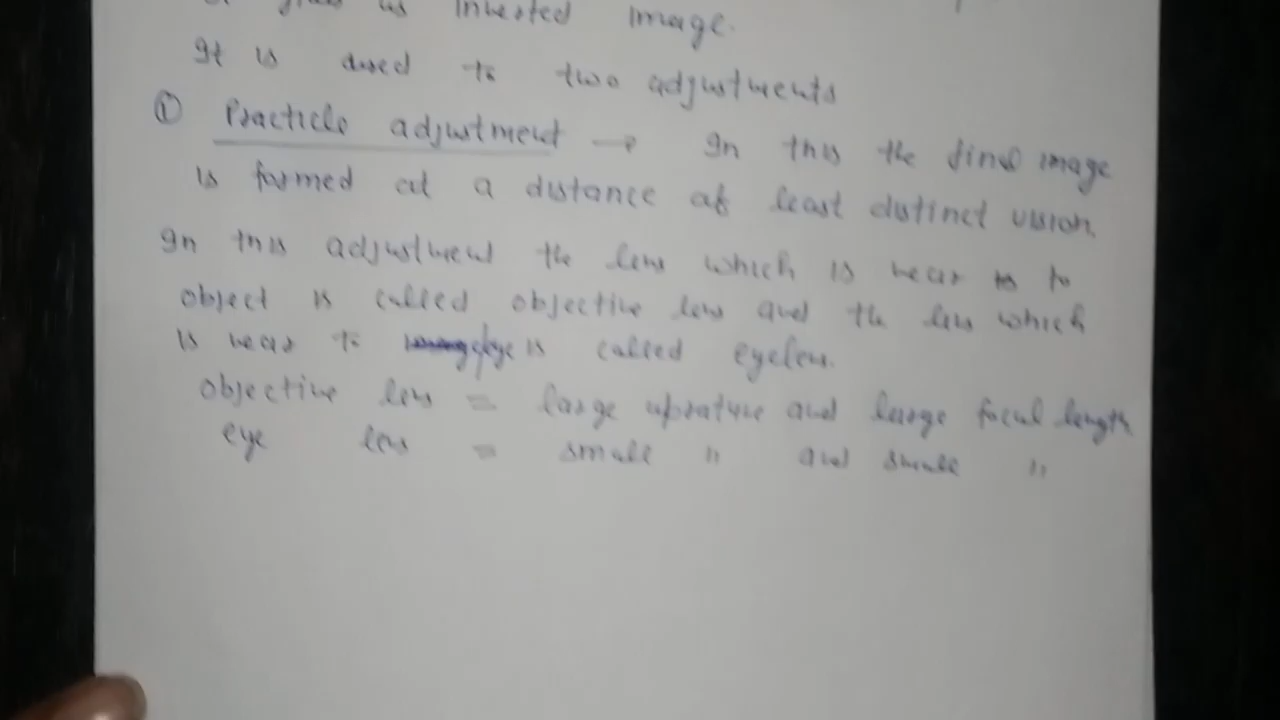 us inverted image.
It is used to two adjustments
① Practicle adjustment → In this the final image
is formed at a distance of least distinct vision.
In this adjustment the lens which is near to
object is called objective lens and the lens which
is near to eye is called eyelens.
objective lens = large aprature and large focal length
eye lens = small " and small "